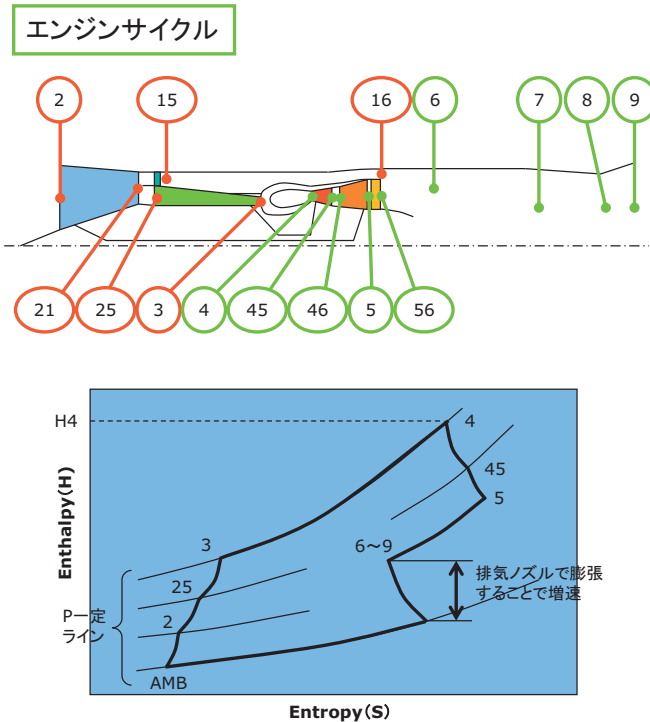 エンジンサイクル
2 15 16 6 7 8 9
21 25 3 4 45 46 5 56
H4
4
45
5
Enthalpy(H)
3
6～9
25
排気ノズルで膨張
することで増速
P一定
ライン
2
AMB
Entropy(S)